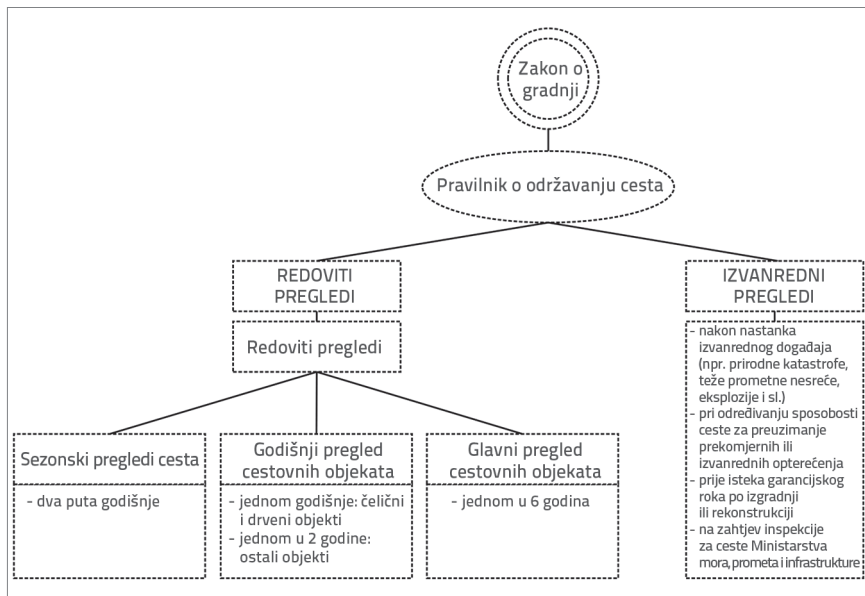 Zakon o
gradnji
Pravilnik o održavanju cesta
REDOVITI
PREGLEDI
Redoviti pregledi
Sezonski pregledi cesta
- dva puta godišnje
Godišnji pregled
cestovnih objekata
- jednom godišnje: čelični
i drveni objekti
- jednom u 2 godine:
ostali objekti
Glavni pregled
cestovnih objekata
- jednom u 6 godina
IZVANREDNI
PREGLEDI
- nakon nastanka
izvanrednog događaja
(npr. prirodne katastrofe,
teže prometne nesreće,
eksplozije i sl.)
- pri određivanju sposobosti
ceste za preuzimanje
prekomjernih ili
izvanrednih opterećenja
- prije isteka garancijskog
roka po izgradnji
ili rekonstrukciji
- na zahtjev inspekcije
za ceste Ministarstva
mora, prometa i infrastrukture